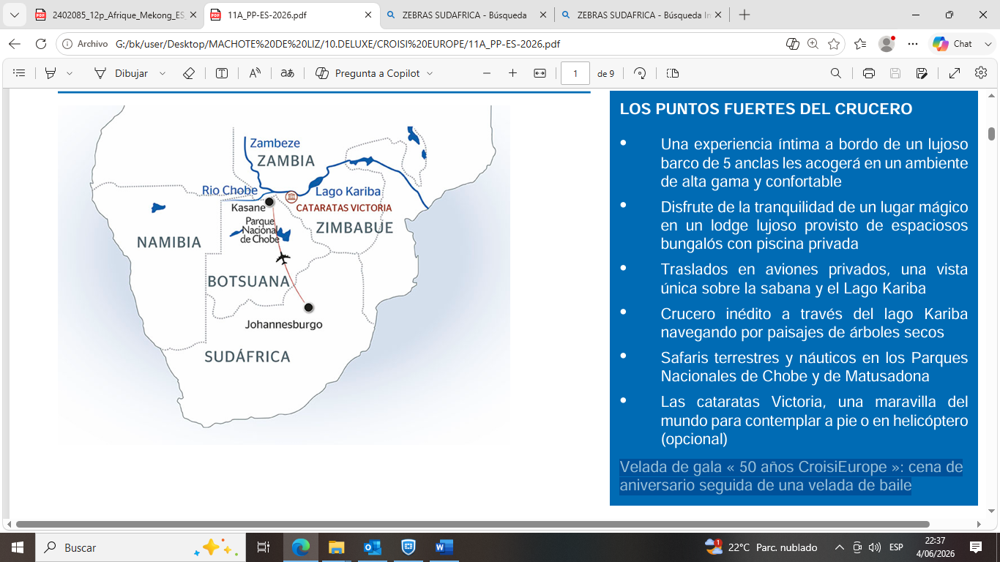 2402085_12p_Afrique_Mekong_ES_
11A_PP-ES-2026.pdf
ZEBRAS SUDAFRICA - Búsqueda
ZEBRAS SUDAFRICA - Búsqueda In
Archivo
G:/bk/user/Desktop/MACHOTE%20DE%20LIZ/10.DELUXE/CROISI%20EUROPE/11A_PP-ES-2026.pdf
Chat
Dibujar
Pregunta a Copilot
1
de 9
Zambeze
ZAMBIA
Rio Chobe
Lago Kariba
Kasane
CATARATAS VICTORIA
Parque
Nacional
de Chobe
ZIMBABUE
NAMIBIA
BOTSUANA
Johannesburgo
SUDÁFRICA
LOS PUNTOS FUERTES DEL CRUCERO
• Una experiencia íntima a bordo de un lujoso
barco de 5 anclas les acogerá en un ambiente
de alta gama y confortable
• Disfrute de la tranquilidad de un lugar mágico
en un lodge lujoso provisto de espaciosos
bungalós con piscina privada
• Traslados en aviones privados, una vista
única sobre la sabana y el Lago Kariba
• Crucero inédito a través del lago Kariba
navegando por paisajes de árboles secos
• Safaris terrestres y náuticos en los Parques
Nacionales de Chobe y de Matusadona
• Las cataratas Victoria, una maravilla del
mundo para contemplar a pie o en helicóptero
(opcional)
Velada de gala « 50 años CroisiEurope »: cena de
aniversario seguida de una velada de baile
Buscar
1
22°C Parc. nublado
ESP
22:37
4/06/2026